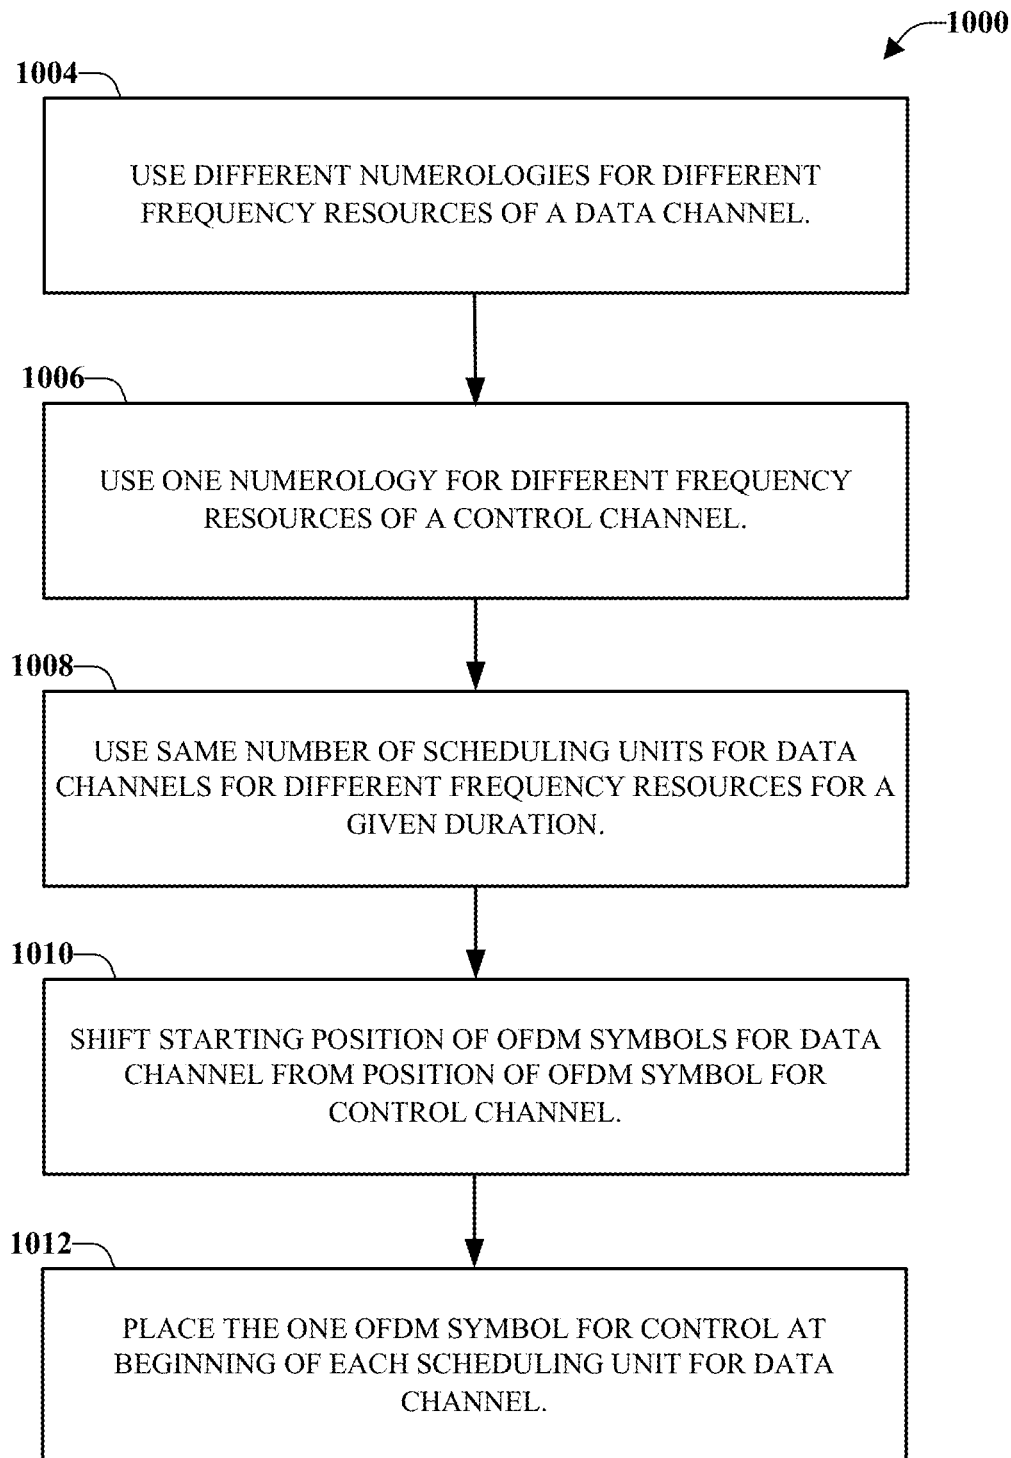 1000
1004
USE DIFFERENT NUMEROLOGIES FOR DIFFERENT
FREQUENCY RESOURCES OF A DATA CHANNEL.
1006
USE ONE NUMEROLOGY FOR DIFFERENT FREQUENCY
RESOURCES OF A CONTROL CHANNEL.
1008
USE SAME NUMBER OF SCHEDULING UNITS FOR DATA
CHANNELS FOR DIFFERENT FREQUENCY RESOURCES FOR A
GIVEN DURATION.
1010
SHIFT STARTING POSITION OF OFDM SYMBOLS FOR DATA
CHANNEL FROM POSITION OF OFDM SYMBOL FOR
CONTROL CHANNEL.
1012
PLACE THE ONE OFDM SYMBOL FOR CONTROL AT
BEGINNING OF EACH SCHEDULING UNIT FOR DATA
CHANNEL.